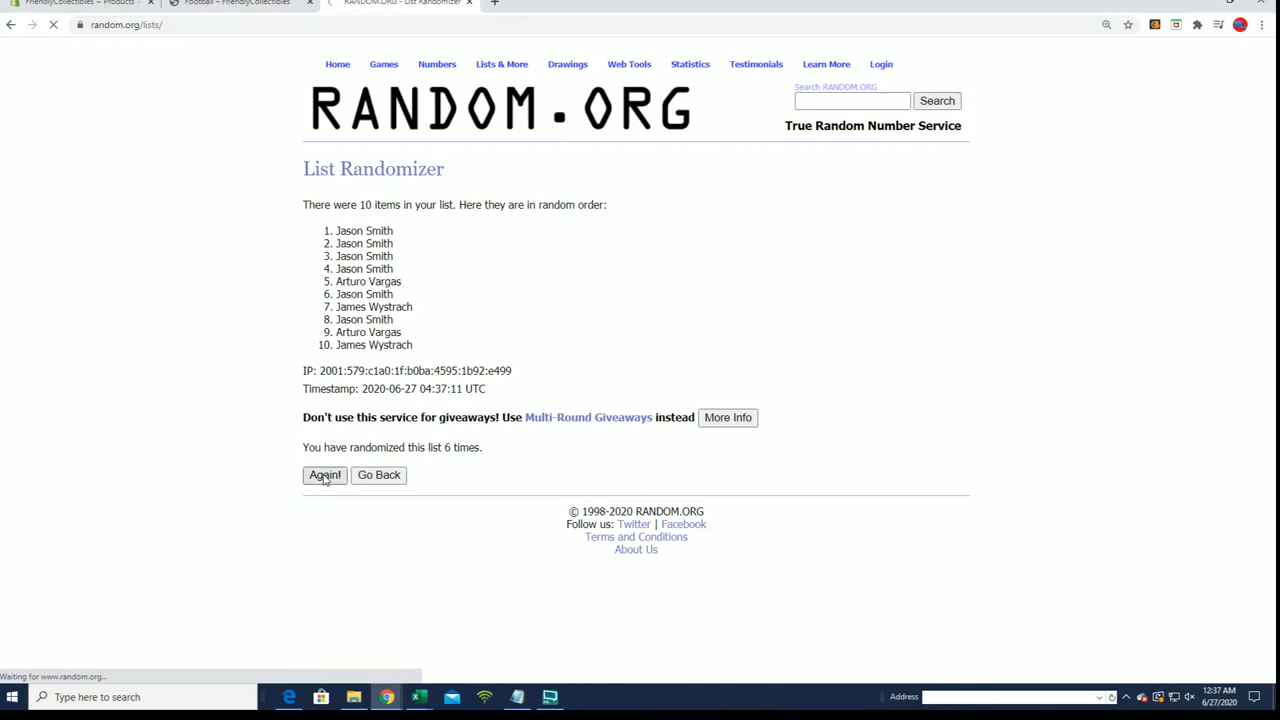 FriendlyCollectibles ~ Products
Football – FriendlyCollectibles
RANDOM.ORG - List Randomizer
random.org/lists/
Home Games Numbers Lists & More Drawings Web Tools Statistics Testimonials Learn More Login
RANDOM.ORG
Search RANDOM.ORG
Search
True Random Number Service
List Randomizer
There were 10 items in your list. Here they are in random order:
1. Jason Smith
2. Jason Smith
3. Jason Smith
4. Jason Smith
5. Arturo Vargas
6. Jason Smith
7. James Wystrach
8. Jason Smith
9. Arturo Vargas
10. James Wystrach
IP: 2001:579:c1a0:1f:b0ba:4595:1b92:e499
Timestamp: 2020-06-27 04:37:11 UTC
Don't use this service for giveaways! Use Multi-Round Giveaways instead More Info
You have randomized this list 6 times.
Again! Go Back
© 1998-2020 RANDOM.ORG
Follow us: Twitter | Facebook
Terms and Conditions
About Us
Waiting for www.random.org...
Type here to search
Address
12:37 AM
6/27/2020